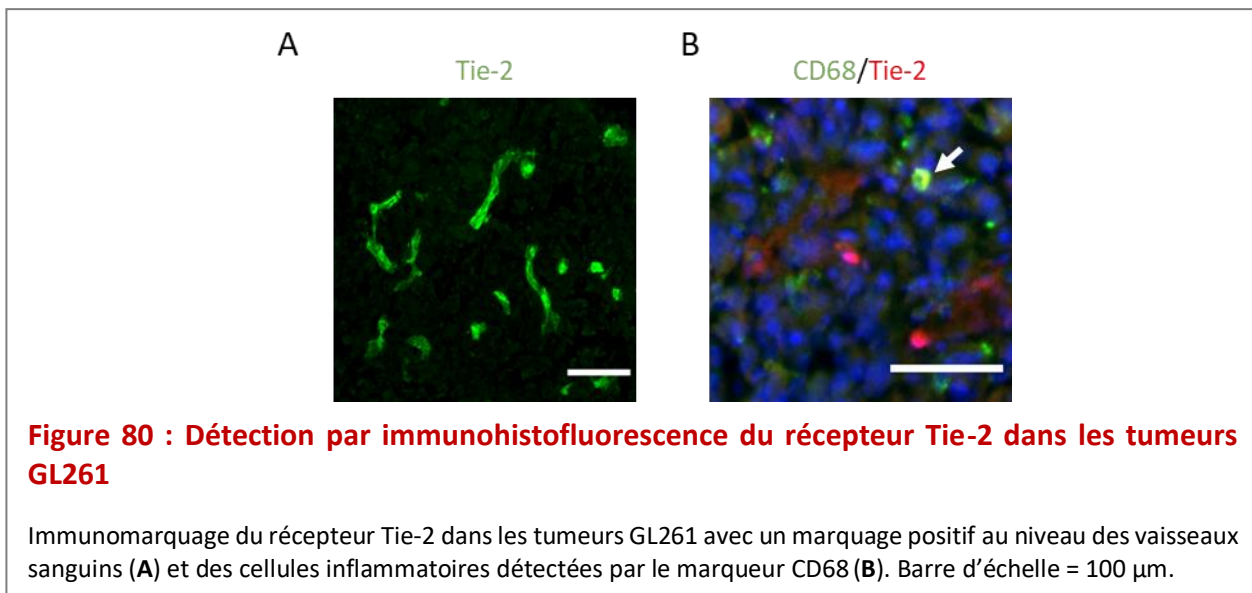 A
B
Tie-2
CD68/Tie-2
Figure 80 : Détection par immunohistofluorescence du récepteur Tie-2 dans les tumeurs
GL261
Immunomarquage du récepteur Tie-2 dans les tumeurs GL261 avec un marquage positif au niveau des vaisseaux
sanguins (A) et des cellules inflammatoires détectées par le marqueur CD68 (B). Barre d’échelle = 100 µm.